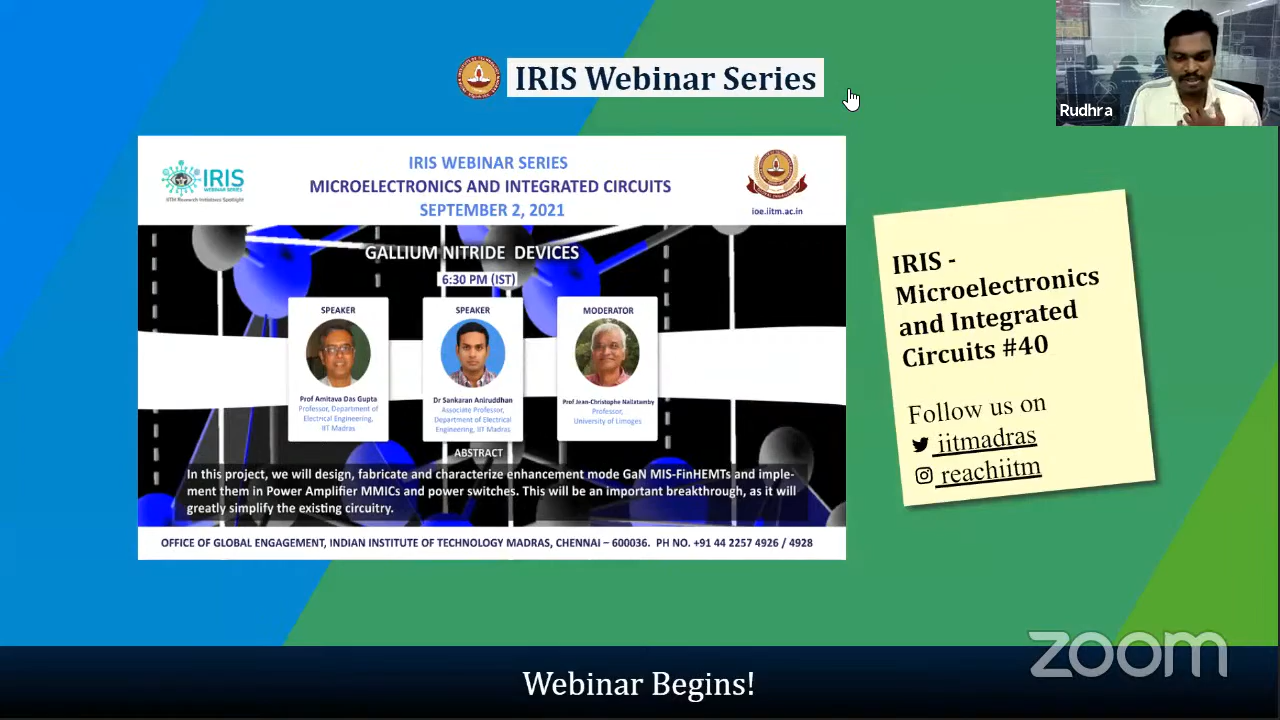 IRIS Webinar Series
Rudhra
IRIS
WEBINAR SERIES
IITM Research Initiatives Spotlight
IRIS WEBINAR SERIES
MICROELECTRONICS AND INTEGRATED CIRCUITS
SEPTEMBER 2, 2021
ioe.iitm.ac.in
GALLIUM NITRIDE DEVICES
6:30 PM (IST)
SPEAKER
Prof Amitava Das Gupta
Professor, Department of
Electrical Engineering,
IIT Madras
SPEAKER
Dr Sankaran Aniruddhan
Associate Professor,
Department of Electrical
Engineering, IIT Madras
MODERATOR
Prof Jean-Christophe Nallatamby
Professor,
University of Limoges
ABSTRACT
In this project, we will design, fabricate and characterize enhancement mode GaN MIS-FinHEMTs and imple-
ment them in Power Amplifier MMICs and power switches. This will be an important breakthrough, as it will
greatly simplify the existing circuitry.
OFFICE OF GLOBAL ENGAGEMENT, INDIAN INSTITUTE OF TECHNOLOGY MADRAS, CHENNAI – 600036. PH NO. +91 44 2257 4926 / 4928
IRIS -
Microelectronics
and Integrated
Circuits #40
Follow us on
iitmadras
reachiitm
zoom
Webinar Begins!